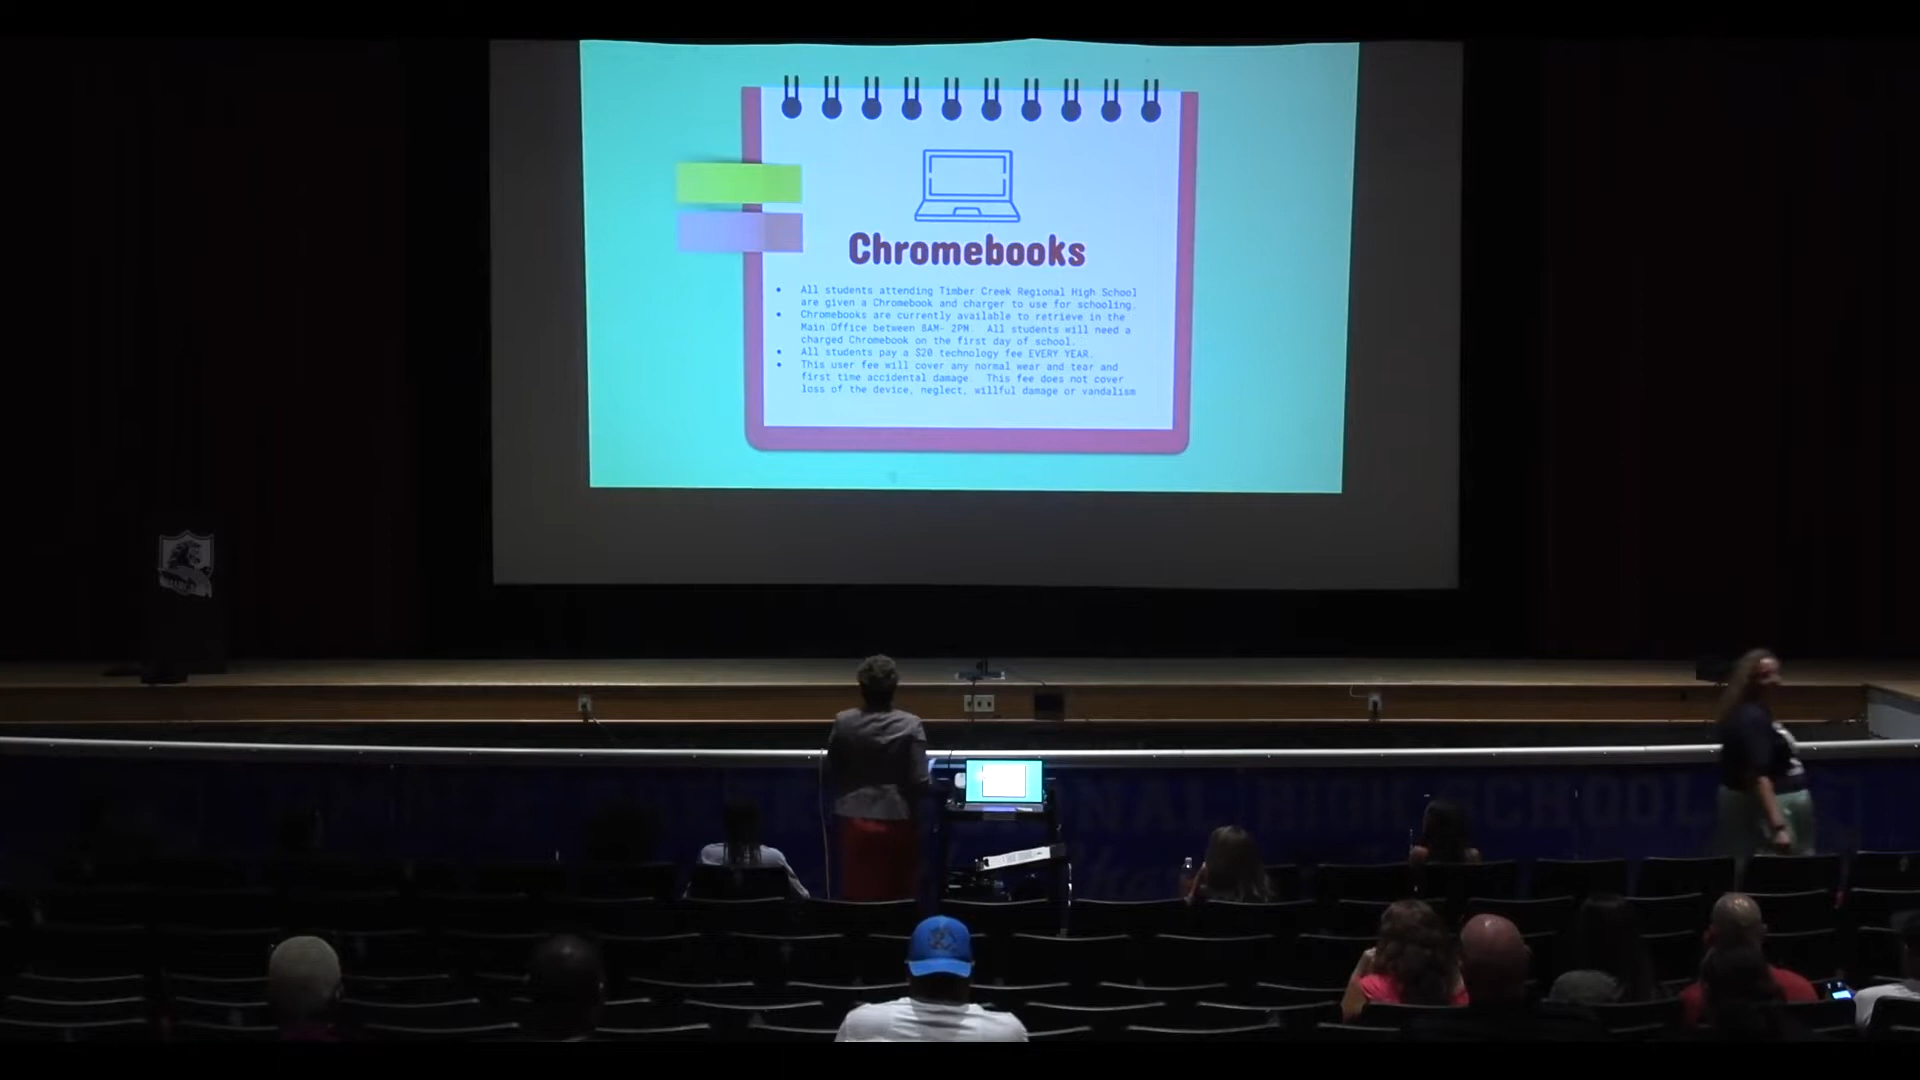 Chromebooks
All students attending Timber Creek Regional High School
are given a Chromebook and charger to use for schooling.
Chromebooks are currently available to retrieve in the
Main Office between 8AM- 2PM. All students will need a
charged Chromebook on the first day of school.
All students pay a $20 technology fee EVERY YEAR.
This user fee will cover any normal wear and tear and
first time accidental damage. This fee does not cover
loss of the device, neglect, willful damage or vandalism
HIGH SCHOOL